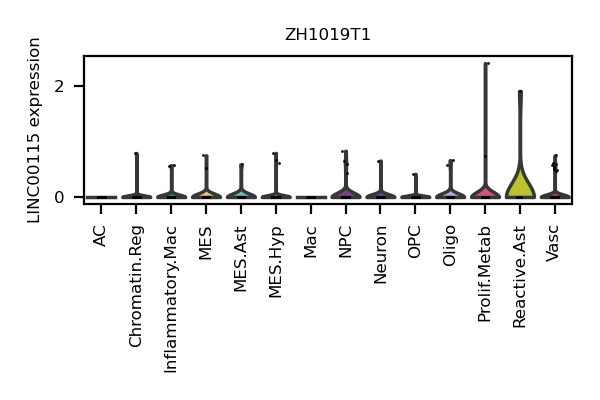 ZH1019T1
LINC00115 expression
2
0
AC
Chromatin.Reg
Inflammatory.Mac
MES
MES.Ast
MES.Hyp
Mac
NPC
Neuron
OPC
Oligo
Prolif.Metab
Reactive.Ast
Vasc